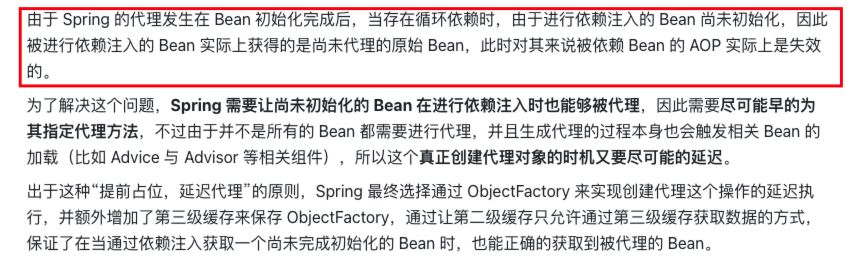 由于 Spring 的代理发生在 Bean 初始化完成后，当存在循环依赖时，由于进行依赖注入的 Bean 尚未初始化，因此
被进行依赖注入的 Bean 实际上获得的是尚未代理的原始 Bean，此时对其来说被依赖 Bean 的 AOP 实际上是失效
的。
为了解决这个问题，Spring 需要让尚未初始化的 Bean 在进行依赖注入时也能够被代理，因此需要尽可能早的为
其指定代理方法，不过由于并不是所有的 Bean 都需要进行代理，并且生成代理的过程本身也会触发相关 Bean 的
加载（比如 Advice 与 Advisor 等相关组件），所以这个真正创建代理对象的时机又要尽可能的延迟。
出于这种“提前占位，延迟代理”的原则，Spring 最终选择通过 ObjectFactory 来实现创建代理这个操作的延迟执
行，并额外增加了第三级缓存来保存 ObjectFactory，通过让第二级缓存只允许通过第三级缓存获取数据的方式，
保证了在当通过依赖注入获取一个尚未完成初始化的 Bean 时，也能正确的获取到被代理的 Bean。